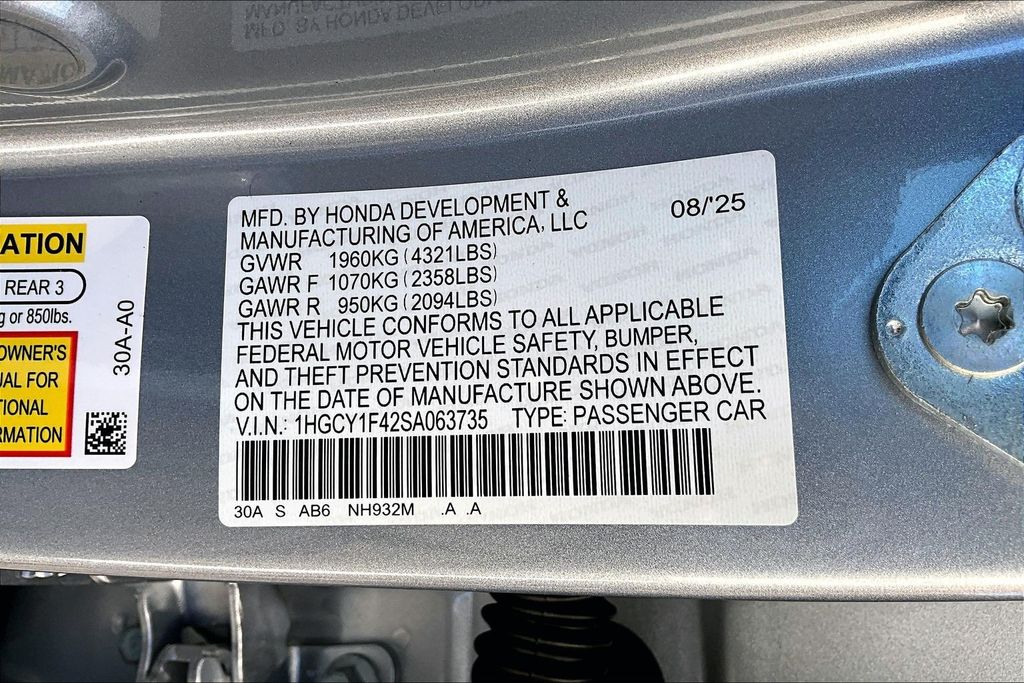 ATION
REAR 3
g or 850lbs.
OWNER'S
UAL FOR
TIONAL
RMATION
30A-A0
MFD. BY HONDA DEVELOPMENT &
MANUFACTURING OF AMERICA, LLC
08/'25
GVWR 1960KG (4321LBS)
GAWR F 1070KG (2358LBS)
GAWR R 950KG (2094LBS)
THIS VEHICLE CONFORMS TO ALL APPLICABLE
FEDERAL MOTOR VEHICLE SAFETY, BUMPER,
AND THEFT PREVENTION STANDARDS IN EFFECT
ON THE DATE OF MANUFACTURE SHOWN ABOVE.
V.I.N.: 1HGCY1F42SA063735 TYPE: PASSENGER CAR
30A S AB6 NH932M .A .A